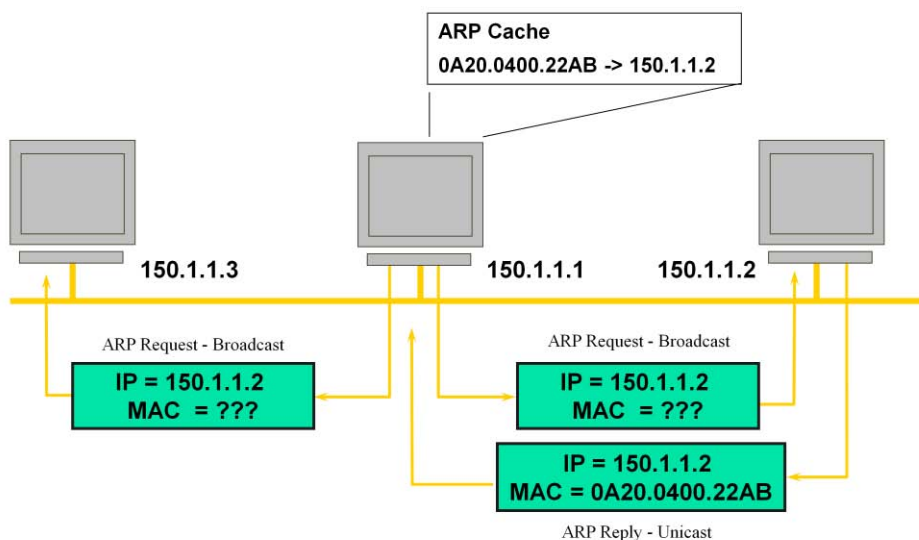 ARP Cache
0A20.0400.22AB -> 150.1.1.2
150.1.1.3
150.1.1.1
150.1.1.2
ARP Request - Broadcast
IP = 150.1.1.2
MAC = ???
ARP Request - Broadcast
IP = 150.1.1.2
MAC = ???
IP = 150.1.1.2
MAC = 0A20.0400.22AB
ARP Reply - Unicast